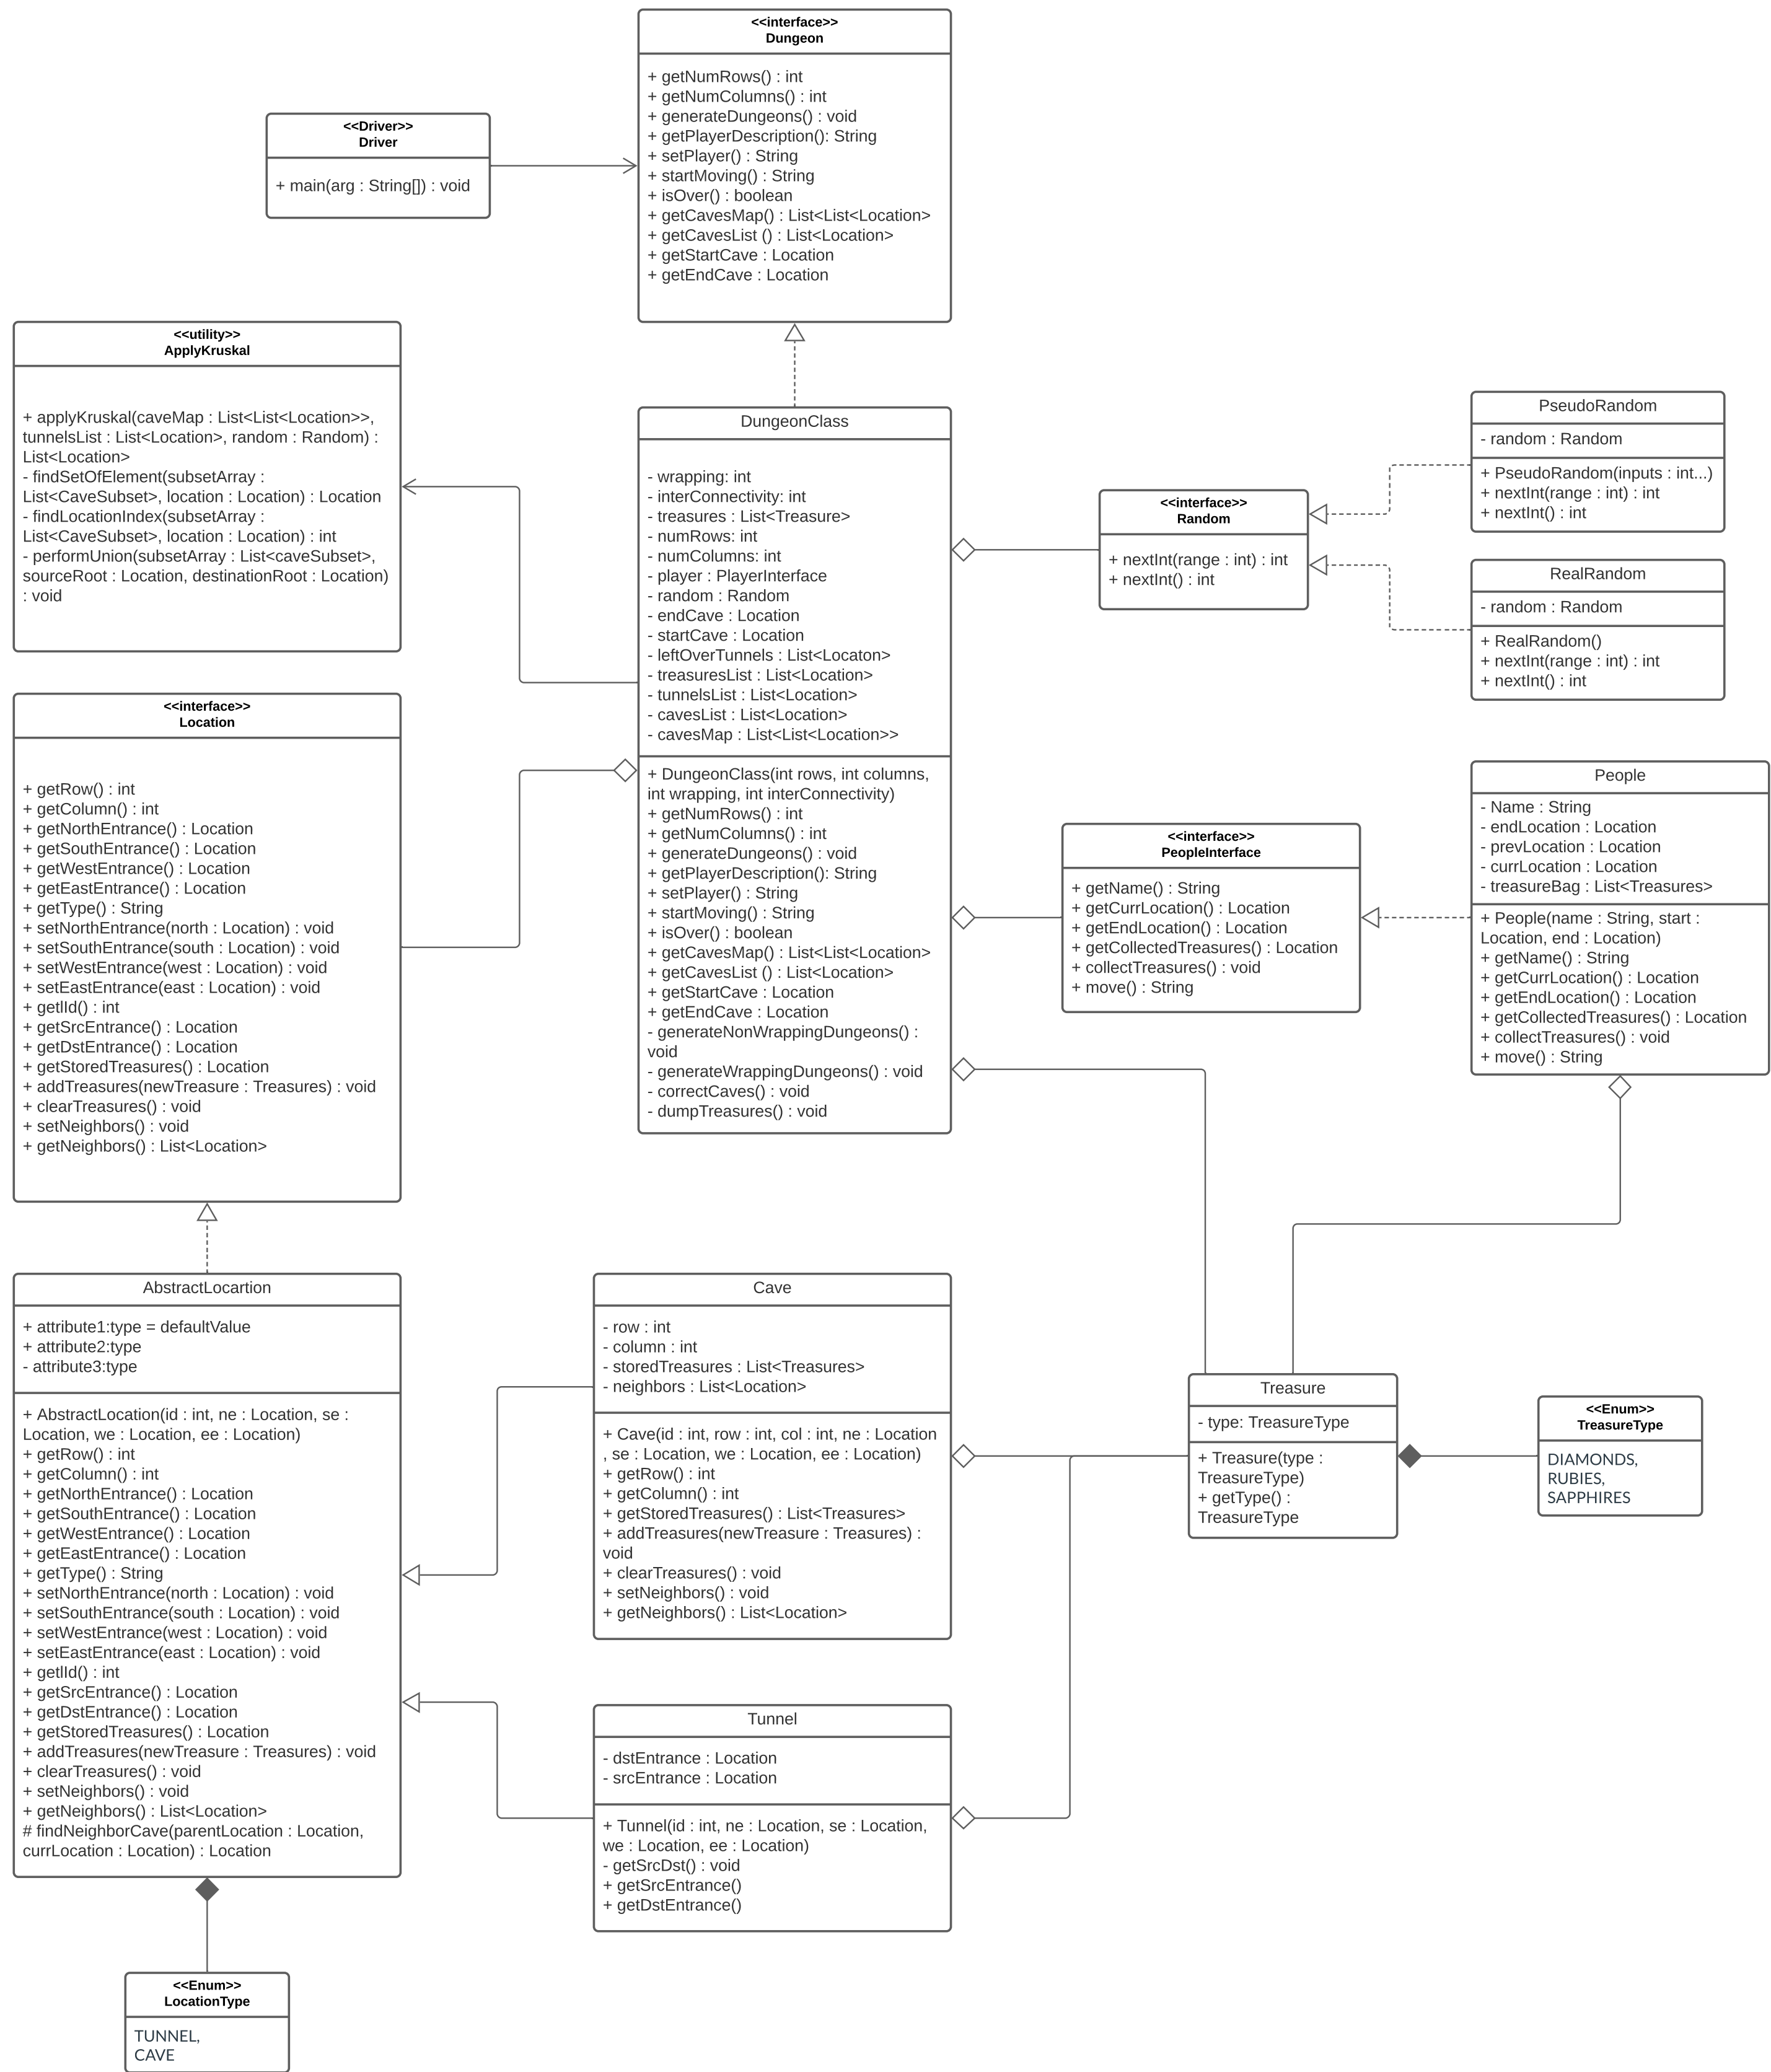 <<interface>>
Dungeon
+ getNumRows() : int
+ getNumColumns() : int
+ generateDungeons() : void
+ getPlayerDescription(): String
+ setPlayer() : String
+ startMoving() : String
+ isOver() : boolean
+ getCavesMap() : List<List<Location>
+ getCavesList () : List<Location>
+ getStartCave : Location
+ getEndCave : Location
<<Driver>>
Driver
+ main(arg : String[]) : void
<<utility>>
ApplyKruskal
+ applyKruskal(caveMap : List<List<Location>>,
tunnelsList : List<Location>, random : Random) :
List<Location>
- findSetOfElement(subsetArray :
List<CaveSubset>, location : Location) : Location
- findLocationIndex(subsetArray :
List<CaveSubset>, location : Location) : int
- performUnion(subsetArray : List<caveSubset>,
sourceRoot : Location, destinationRoot : Location)
: void
DungeonClass
- wrapping: int
- interConnectivity: int
- treasures : List<Treasure>
- numRows: int
- numColumns: int
- player : PlayerInterface
- random : Random
- endCave : Location
- startCave : Location
- leftOverTunnels : List<Locaton>
- treasuresList : List<Location>
- tunnelsList : List<Location>
- cavesList : List<Location>
- cavesMap : List<List<Location>>
+ DungeonClass(int rows, int columns,
int wrapping, int interConnectivity)
+ getNumRows() : int
+ getNumColumns() : int
+ generateDungeons() : void
+ getPlayerDescription(): String
+ setPlayer() : String
+ startMoving() : String
+ isOver() : boolean
+ getCavesMap() : List<List<Location>
+ getCavesList () : List<Location>
+ getStartCave : Location
+ getEndCave : Location
- generateNonWrappingDungeons() :
void
- generateWrappingDungeons() : void
- correctCaves() : void
- dumpTreasures() : void
<<interface>>
Random
+ nextInt(range : int) : int
+ nextInt() : int
PseudoRandom
- random : Random
+ PseudoRandom(inputs : int...)
+ nextInt(range : int) : int
+ nextInt() : int
RealRandom
- random : Random
+ RealRandom()
+ nextInt(range : int) : int
+ nextInt() : int
<<interface>>
Location
+ getRow() : int
+ getColumn() : int
+ getNorthEntrance() : Location
+ getSouthEntrance() : Location
+ getWestEntrance() : Location
+ getEastEntrance() : Location
+ getType() : String
+ setNorthEntrance(north : Location) : void
+ setSouthEntrance(south : Location) : void
+ setWestEntrance(west : Location) : void
+ setEastEntrance(east : Location) : void
+ getlId() : int
+ getSrcEntrance() : Location
+ getDstEntrance() : Location
+ getStoredTreasures() : Location
+ addTreasures(newTreasure : Treasures) : void
+ clearTreasures() : void
+ setNeighbors() : void
+ getNeighbors() : List<Location>
<<interface>>
PeopleInterface
+ getName() : String
+ getCurrLocation() : Location
+ getEndLocation() : Location
+ getCollectedTreasures() : Location
+ collectTreasures() : void
+ move() : String
People
- Name : String
- endLocation : Location
- prevLocation : Location
- currLocation : Location
- treasureBag : List<Treasures>
+ People(name : String, start :
Location, end : Location)
+ getName() : String
+ getCurrLocation() : Location
+ getEndLocation() : Location
+ getCollectedTreasures() : Location
+ collectTreasures() : void
+ move() : String
AbstractLocartion
+ attribute1:type = defaultValue
+ attribute2:type
- attribute3:type
+ AbstractLocation(id : int, ne : Location, se :
Location, we : Location, ee : Location)
+ getRow() : int
+ getColumn() : int
+ getNorthEntrance() : Location
+ getSouthEntrance() : Location
+ getWestEntrance() : Location
+ getEastEntrance() : Location
+ getType() : String
+ setNorthEntrance(north : Location) : void
+ setSouthEntrance(south : Location) : void
+ setWestEntrance(west : Location) : void
+ setEastEntrance(east : Location) : void
+ getlId() : int
+ getSrcEntrance() : Location
+ getDstEntrance() : Location
+ getStoredTreasures() : Location
+ addTreasures(newTreasure : Treasures) : void
+ clearTreasures() : void
+ setNeighbors() : void
+ getNeighbors() : List<Location>
# findNeighborCave(parentLocation : Location,
currLocation : Location) : Location
Cave
- row : int
- column : int
- storedTreasures : List<Treasures>
- neighbors : List<Location>
+ Cave(id : int, row : int, col : int, ne : Location
, se : Location, we : Location, ee : Location)
+ getRow() : int
+ getColumn() : int
+ getStoredTreasures() : List<Treasures>
+ addTreasures(newTreasure : Treasures) :
void
+ clearTreasures() : void
+ setNeighbors() : void
+ getNeighbors() : List<Location>
Treasure
- type: TreasureType
+ Treasure(type :
TreasureType)
+ getType() :
TreasureType
<<Enum>>
TreasureType
DIAMONDS,
RUBIES,
SAPPHIRES
Tunnel
- dstEntrance : Location
- srcEntrance : Location
+ Tunnel(id : int, ne : Location, se : Location,
we : Location, ee : Location)
- getSrcDst() : void
+ getSrcEntrance()
+ getDstEntrance()
<<Enum>>
LocationType
TUNNEL,
CAVE